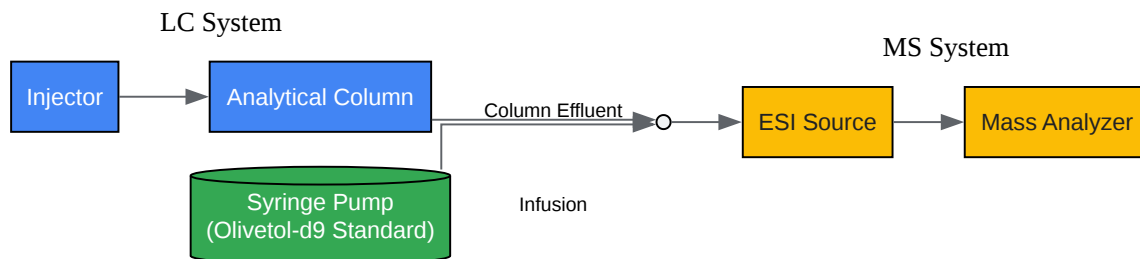 LC System
MS System
Injector
Analytical Column
Column Effluent
ESI Source
Mass Analyzer
Syringe Pump
(Olivetol-d9 Standard)
Infusion